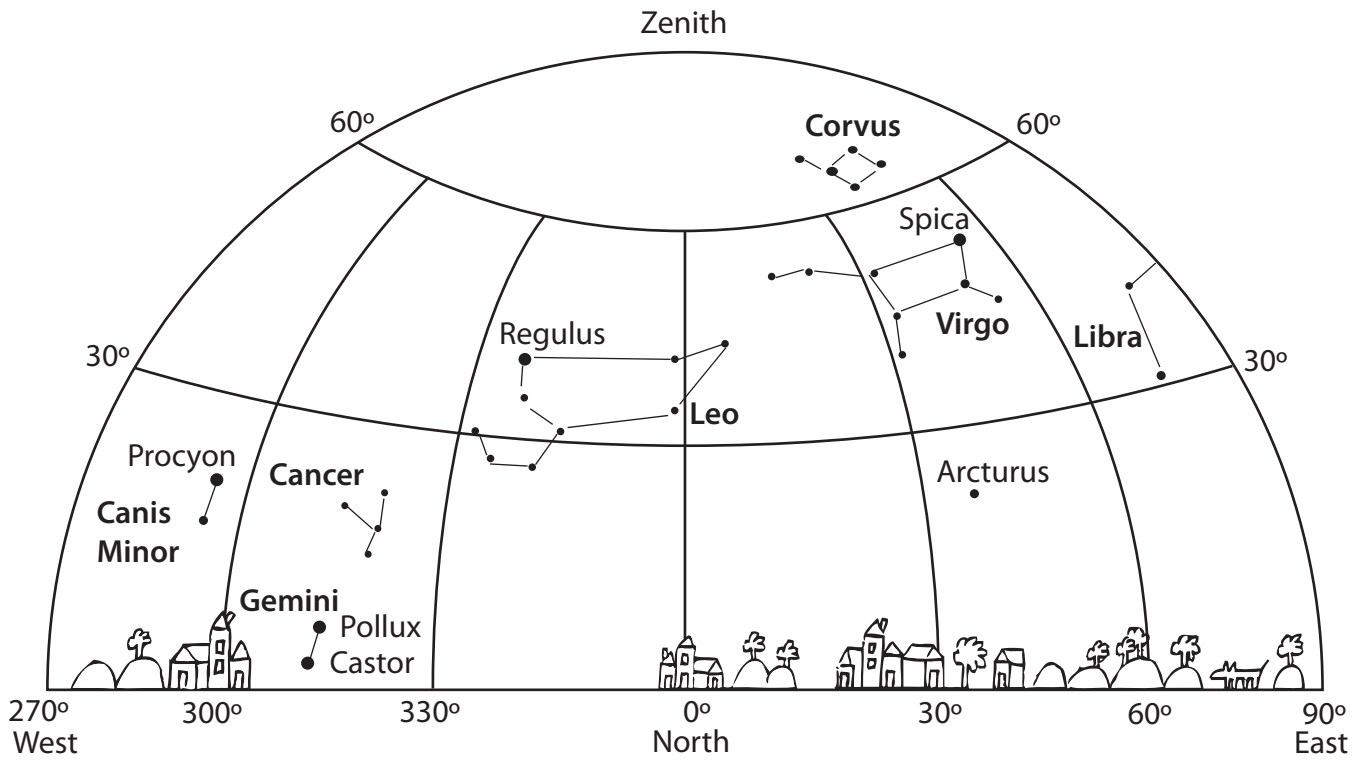 Zenith
60º
60º
Corvus
Spica
Virgo
Libra
Regulus
30º
30º
Leo
Procyon
Cancer
Arcturus
Canis
Minor
Gemini
Pollux
Castor
270º
300º
330º
0º
30º
60º
90º
West
North
East